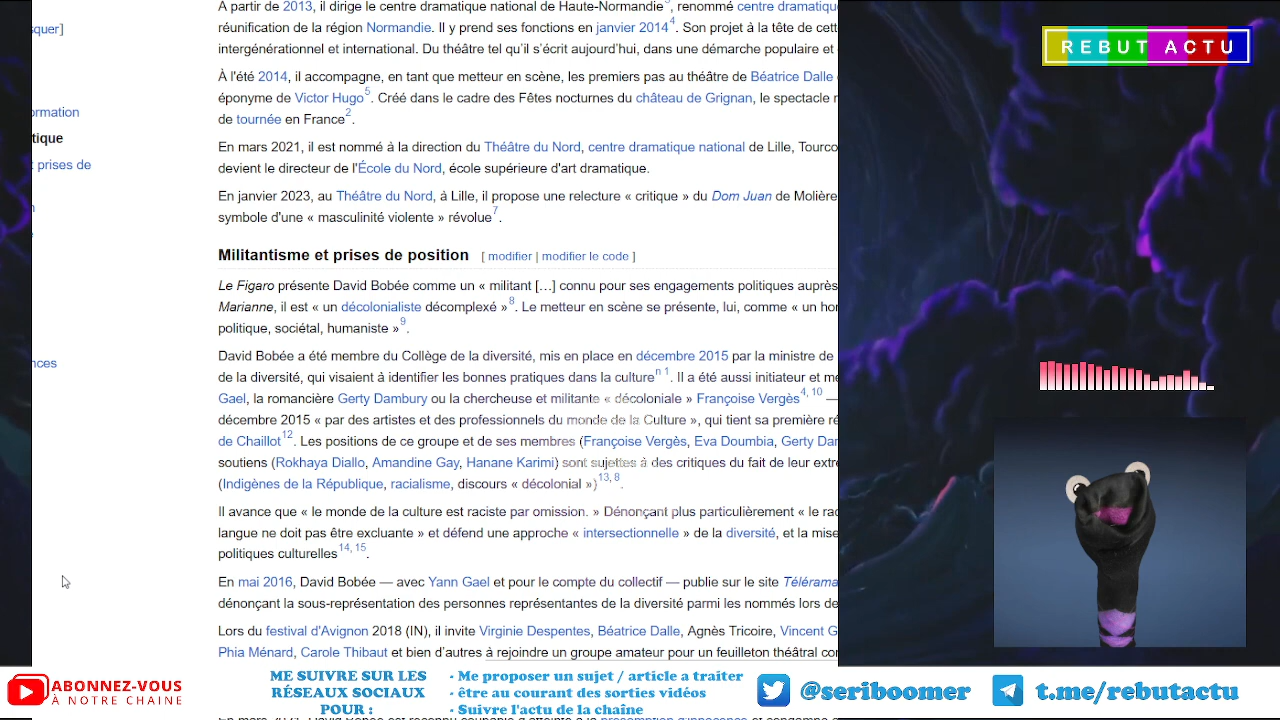 À partir de 2013, il dirige le centre dramatique national de Haute-Normandie3, renommé centre dramatique
squer]
réunification de la région Normandie. Il y prend ses fonctions en janvier 20144. Son projet à la tête de cett
intergénérationnel et international. Du théâtre tel qu'il s'écrit aujourd'hui, dans une démarche populaire et
REBUT ACTU
À l'été 2014, il accompagne, en tant que metteur en scène, les premiers pas au théâtre de Béatrice Dalle
éponyme de Victor Hugo5. Créé dans le cadre des Fêtes nocturnes du château de Grignan, le spectacle
ormation
de tournée en France2.
tique
En mars 2021, il est nommé à la direction du Théâtre du Nord, centre dramatique national de Lille, Tourco
prises de
devient le directeur de l'École du Nord, école supérieure d'art dramatique.
En janvier 2023, au Théâtre du Nord, à Lille, il propose une relecture « critique » du Dom Juan de Molière
symbole d'une « masculinité violente » révolue7.
Militantisme et prises de position [ modifier | modifier le code ]
Le Figaro présente David Bobée comme un « militant […] connu pour ses engagements politiques auprès
Marianne, il est « un décolonialiste décomplexé »8. Le metteur en scène se présente, lui, comme « un hor
politique, sociétal, humaniste »9.
David Bobée a été membre du Collège de la diversité, mis en place en décembre 2015 par la ministre de
nces
de la diversité, qui visaient à identifier les bonnes pratiques dans la culturen 1. Il a été aussi initiateur et me
Gael, la romancière Gerty Dambury ou la chercheuse et militante « décoloniale » Françoise Vergès4, 10 —
décembre 2015 « par des artistes et des professionnels du monde de la Culture », qui tient sa première ré
de Chaillot12. Les positions de ce groupe et de ses membres (Françoise Vergès, Eva Doumbia, Gerty Dar
soutiens (Rokhaya Diallo, Amandine Gay, Hanane Karimi) sont sujettes à des critiques du fait de leur extre
(Indigènes de la République, racialisme, discours « décolonial »)13, 8.
Il avance que « le monde de la culture est raciste par omission. » Dénonçant plus particulièrement « le rac
langue ne doit pas être excluante » et défend une approche « intersectionnelle » de la diversité, et la mise
politiques culturelles14, 15.
En mai 2016, David Bobée — avec Yann Gael et pour le compte du collectif — publie sur le site Télérama
dénonçant la sous-représentation des personnes représentantes de la diversité parmi les nommés lors de
Lors du festival d'Avignon 2018 (IN), il invite Virginie Despentes, Béatrice Dalle, Agnès Tricoire, Vincent G
Phia Ménard, Carole Thibaut et bien d'autres à rejoindre un groupe amateur pour un feuilleton théâtral cor
ABONNEZ-VOUS
À NOTRE CHAINE
ME SUIVRE SUR LES
RÉSEAUX SOCIAUX
POUR :
- Me proposer un sujet / article a traiter
- être au courant des sorties vidéos
- Suivre l'actu de la chaîne
@seriboomer
t.me/rebutactu